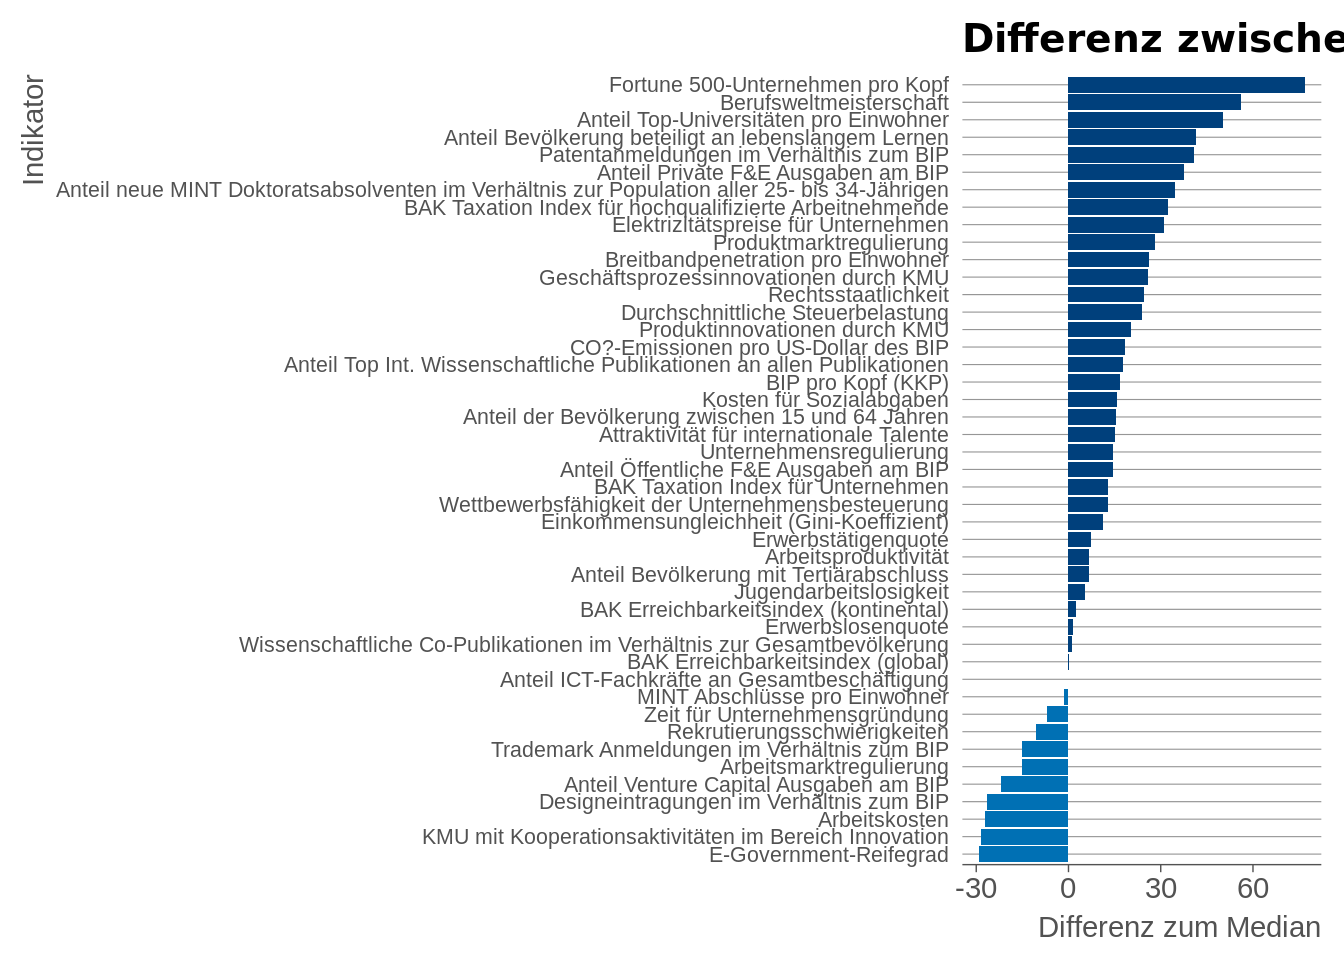 Differenz zwische
Indikator
Fortune 500-Unternehmen pro Kopf
Berufsweltmeisterschaft
Anteil Top-Universitäten pro Einwohner
Anteil Bevölkerung beteiligt an lebenslangem Lernen
Patentanmeldungen im Verhältnis zum BIP
Anteil Private F&E Ausgaben am BIP
Anteil neue MINT Doktoratsabsolventen im Verhältnis zur Population aller 25- bis 34-Jährigen
BAK Taxation Index für hochqualifizierte Arbeitnehmende
Elektrizltätspreise für Unternehmen
Produktmarktregulierung
Breitbandpenetration pro Einwohner
Geschäftsprozessinnovationen durch KMU
Rechtsstaatlichkeit
Durchschnittliche Steuerbelastung
Produktinnovationen durch KMU
CO?-Emissionen pro US-Dollar des BIP
Anteil Top Int. Wissenschaftliche Publikationen an allen Publikationen
BIP pro Kopf (KKP)
Kosten für Sozialabgaben
Anteil der Bevölkerung zwischen 15 und 64 Jahren
Attraktivität für internationale Talente
Unternehmensregulierung
Anteil Öffentliche F&E Ausgaben am BIP
BAK Taxation Index für Unternehmen
Wettbewerbsfähigkeit der Unternehmensbesteuerung
Einkommensungleichheit (Gini-Koeffizient)
Erwerbstätigenquote
Arbeitsproduktivität
Anteil Bevölkerung mit Tertiärabschluss
Jugendarbeitslosigkeit
BAK Erreichbarkeitsindex (kontinental)
Erwerbslosenquote
Wissenschaftliche Co-Publikationen im Verhältnis zur Gesamtbevölkerung
BAK Erreichbarkeitsindex (global)
Anteil ICT-Fachkräfte an Gesamtbeschäftigung
MINT Abschlüsse pro Einwohner
Zeit für Unternehmensgründung
Rekrutierungsschwierigkeiten
Trademark Anmeldungen im Verhältnis zum BIP
Arbeitsmarktregulierung
Anteil Venture Capital Ausgaben am BIP
Designeintragungen im Verhältnis zum BIP
Arbeitskosten
KMU mit Kooperationsaktivitäten im Bereich Innovation
E-Government-Reifegrad
-30 0 30 60
Differenz zum Median